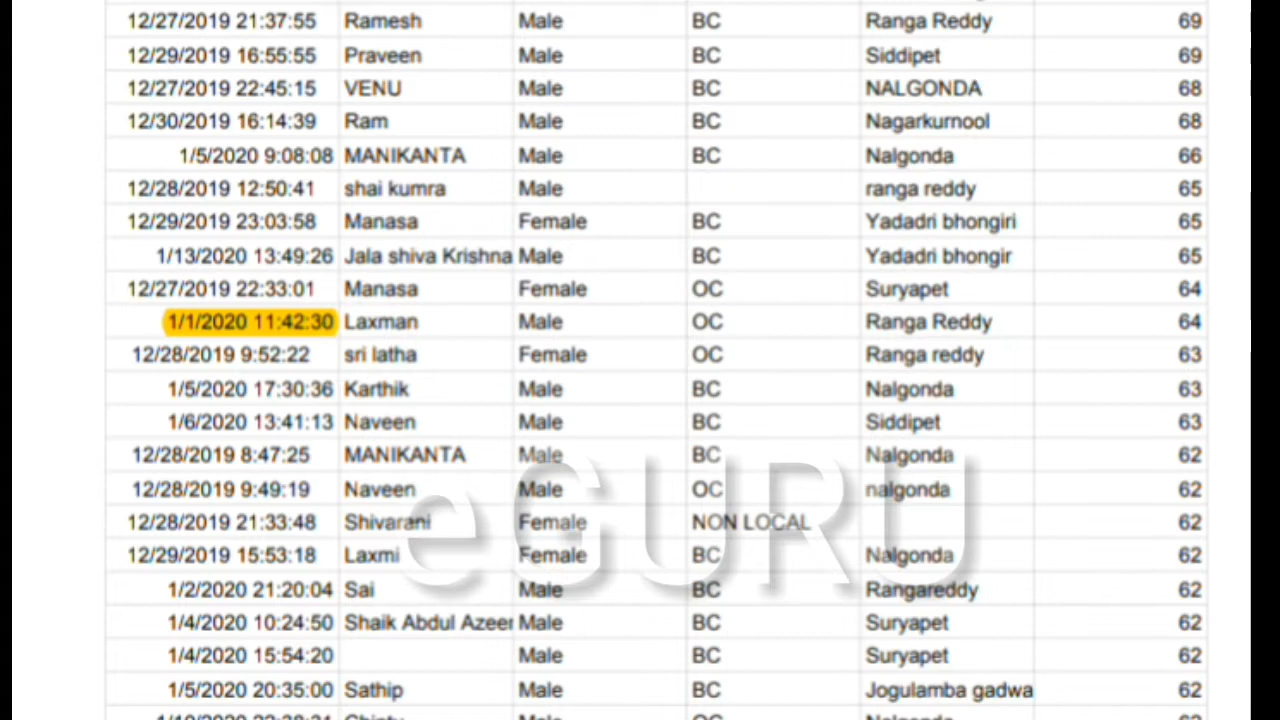 12/27/2019 21:37:55 Ramesh Male BC Ranga Reddy 69
12/29/2019 16:55:55 Praveen Male BC Siddipet 69
12/27/2019 22:45:15 VENU Male BC NALGONDA 68
12/30/2019 16:14:39 Ram Male BC Nagarkurnool 68
1/5/2020 9:08:08 MANIKANTA Male BC Nalgonda 66
12/28/2019 12:50:41 shai kumra Male ranga reddy 65
12/29/2019 23:03:58 Manasa Female BC Yadadri bhongiri 65
1/13/2020 13:49:26 Jala shiva Krishna Male BC Yadadri bhongir 65
12/27/2019 22:33:01 Manasa Female OC Suryapet 64
1/1/2020 11:42:30 Laxman Male OC Ranga Reddy 64
12/28/2019 9:52:22 sri latha Female OC Ranga reddy 63
1/5/2020 17:30:36 Karthik Male BC Nalgonda 63
1/6/2020 13:41:13 Naveen Male BC Siddipet 63
12/28/2019 8:47:25 MANIKANTA Male BC Nalgonda 62
12/28/2019 9:49:19 Naveen Male OC nalgonda 62
12/28/2019 21:33:48 Shivarani Female NON LOCAL 62
eGURU
12/29/2019 15:53:18 Laxmi Female BC Nalgonda 62
1/2/2020 21:20:04 Sai Male BC Rangareddy 62
1/4/2020 10:24:50 Shaik Abdul Azeer Male BC Suryapet 62
1/4/2020 15:54:20 Male BC Suryapet 62
1/5/2020 20:35:00 Sathip Male BC Jogulamba gadwa 62